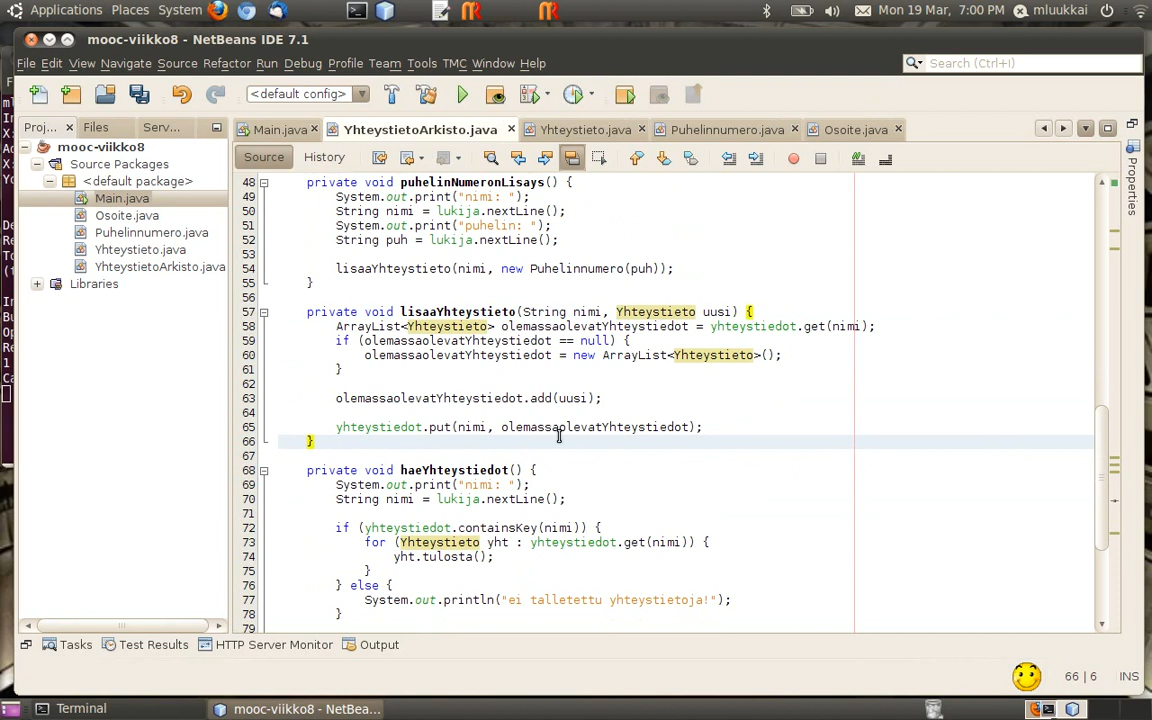 Applications Places System Mon 19 Mar, 7:00 PM mluukkai
mooc-viikko8 - NetBeans IDE 7.1
File Edit View Navigate Source Refactor Run Debug Profile Team Tools TMC Window Help Search (Ctrl+I)
<default config>
Proj... Files Serv... Main.java YhteystietoArkisto.java Yhteystieto.java Puhelinnumero.java Osoite.java
mooc-viikko8
Source Packages
<default package>
Main.java
Osoite.java
Puhelinnumero.java
Yhteystieto.java
YhteystietoArkisto.java
Libraries
Source History
Properties
48 private void puhelinNumeronLisays() {
49 System.out.print("nimi: ");
50 String nimi = lukija.nextLine();
51 System.out.print("puhelin: ");
52 String puh = lukija.nextLine();
53
54 lisaaYhteystieto(nimi, new Puhelinnumero(puh));
55 }
56
57 private void lisaaYhteystieto(String nimi, Yhteystieto uusi) {
58 ArrayList<Yhteystieto> olemassaolevatYhteystiedot = yhteystiedot.get(nimi);
59 if (olemassaolevatYhteystiedot == null) {
60 olemassaolevatYhteystiedot = new ArrayList<Yhteystieto>();
61 }
62
63 olemassaolevatYhteystiedot.add(uusi);
64
65 yhteystiedot.put(nimi, olemassaolevatYhteystiedot);
66 }
67
68 private void haeYhteystiedot() {
69 System.out.print("nimi: ");
70 String nimi = lukija.nextLine();
71
72 if (yhteystiedot.containsKey(nimi)) {
73 for (Yhteystieto yht : yhteystiedot.get(nimi)) {
74 yht.tulosta();
75 }
76 } else {
77 System.out.println("ei talletettu yhteystietoja!");
78 }
79
Tasks Test Results HTTP Server Monitor Output
66 | 6 INS
Terminal mooc-viikko8 - NetBea...